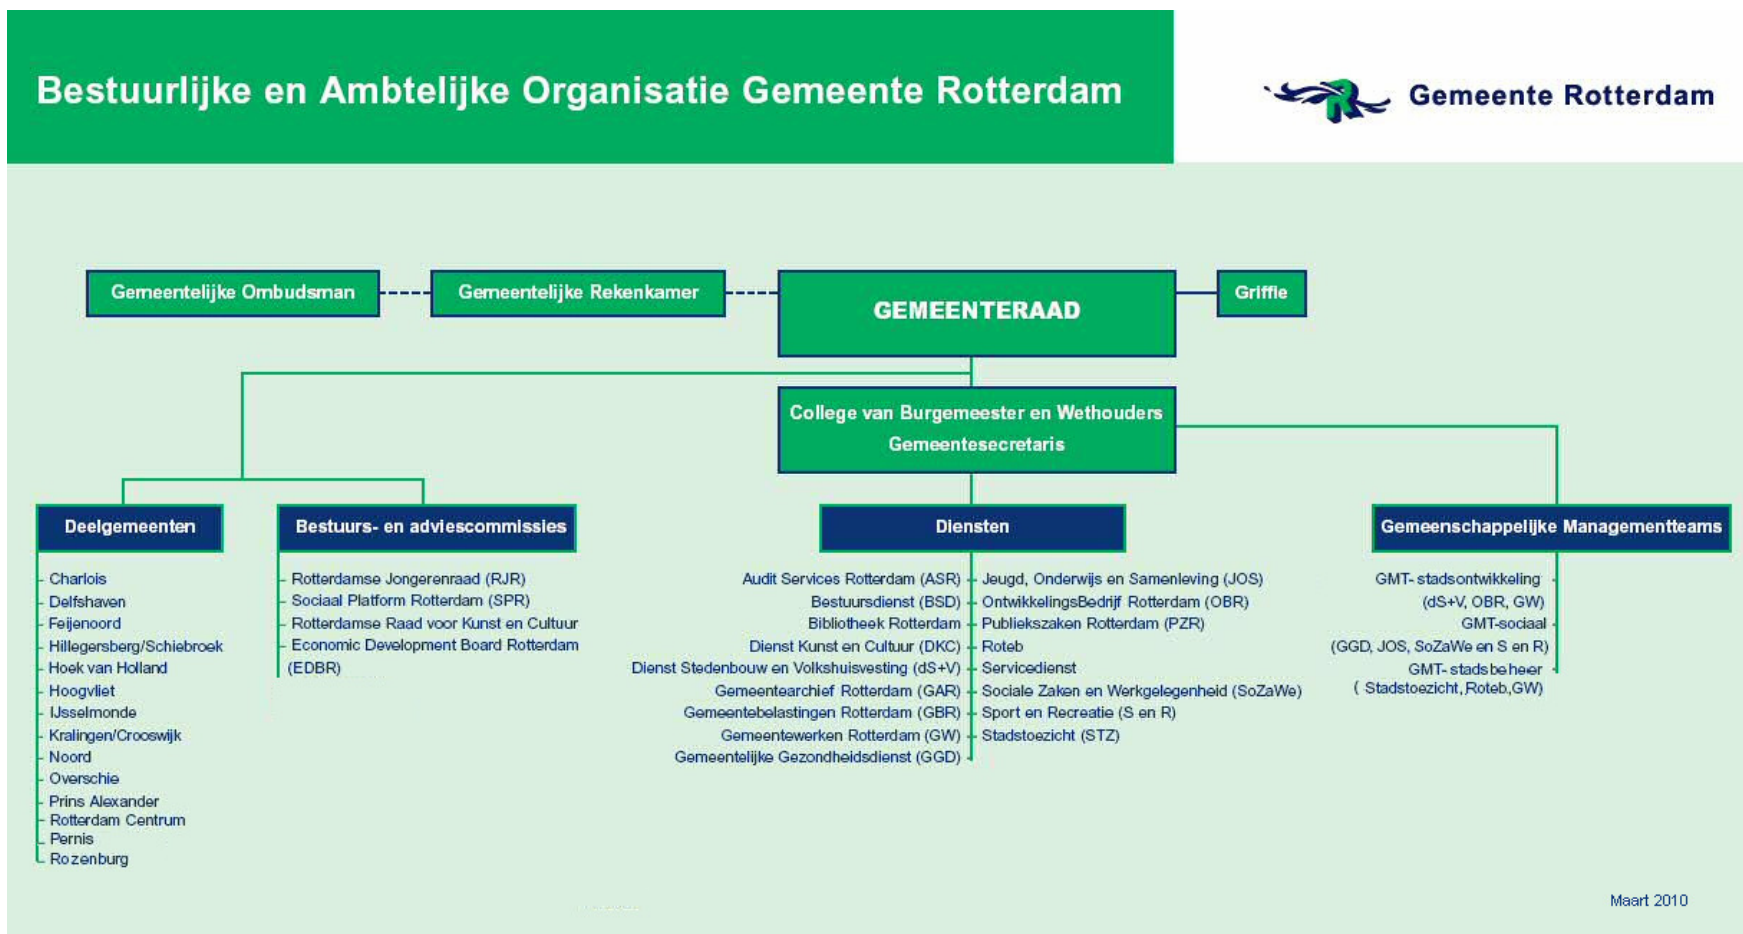 Bestuurlijke en Ambtelijke Organisatie Gemeente Rotterdam
Gemeente Rotterdam
Gemeentelijke Ombudsman
Gemeentelijke Rekenkamer
GEMEENTERAAD
Griffie
College van Burgemeester en Wethouders
Gemeentesecretaris
Deelgemeenten
Charlois
Delfshaven
Feijenoord
Hillegersberg/Schiebroek
Hoek van Holland
Hoogvliet
IJsselmonde
Kralingen/Crooswijk
Noord
Overschie
Prins Alexander
Rotterdam Centrum
Pernis
Rozenburg
Bestuurs- en adviescommissies
Rotterdamse Jongerenraad (RJR)
Sociaal Platform Rotterdam (SPR)
Rotterdamse Raad voor Kunst en Cultuur
Economic Development Board Rotterdam
(EDBR)
Diensten
Audit Services Rotterdam (ASR)
Bestuursdienst (BSD)
Bibliotheek Rotterdam
Dienst Kunst en Cultuur (DKC)
Dienst Stedenbouw en Volkshuisvesting (dS+V)
Gemeentearchief Rotterdam (GAR)
Gemeentebelastingen Rotterdam (GBR)
Gemeentewerken Rotterdam (GW)
Gemeentelijke Gezondheidsdienst (GGD)
Jeugd, Onderwijs en Samenleving (JOS)
OntwikkelingsBedrijf Rotterdam (OBR)
Publiekszaken Rotterdam (PZR)
Roteb
Servicedienst
Sociale Zaken en Werkgelegenheid (SoZaWe)
Sport en Recreatie (S en R)
Stadstoezicht (STZ)
Gemeenschappelijke Managementteams
GMT- stadsontwikkeling
(dS+V, OBR, GW)
GMT-sociaal
(GGD, JOS, SoZaWe en S en R)
GMT- stadsbeheer
( Stadstoezicht, Roteb,GW)
Maart 2010